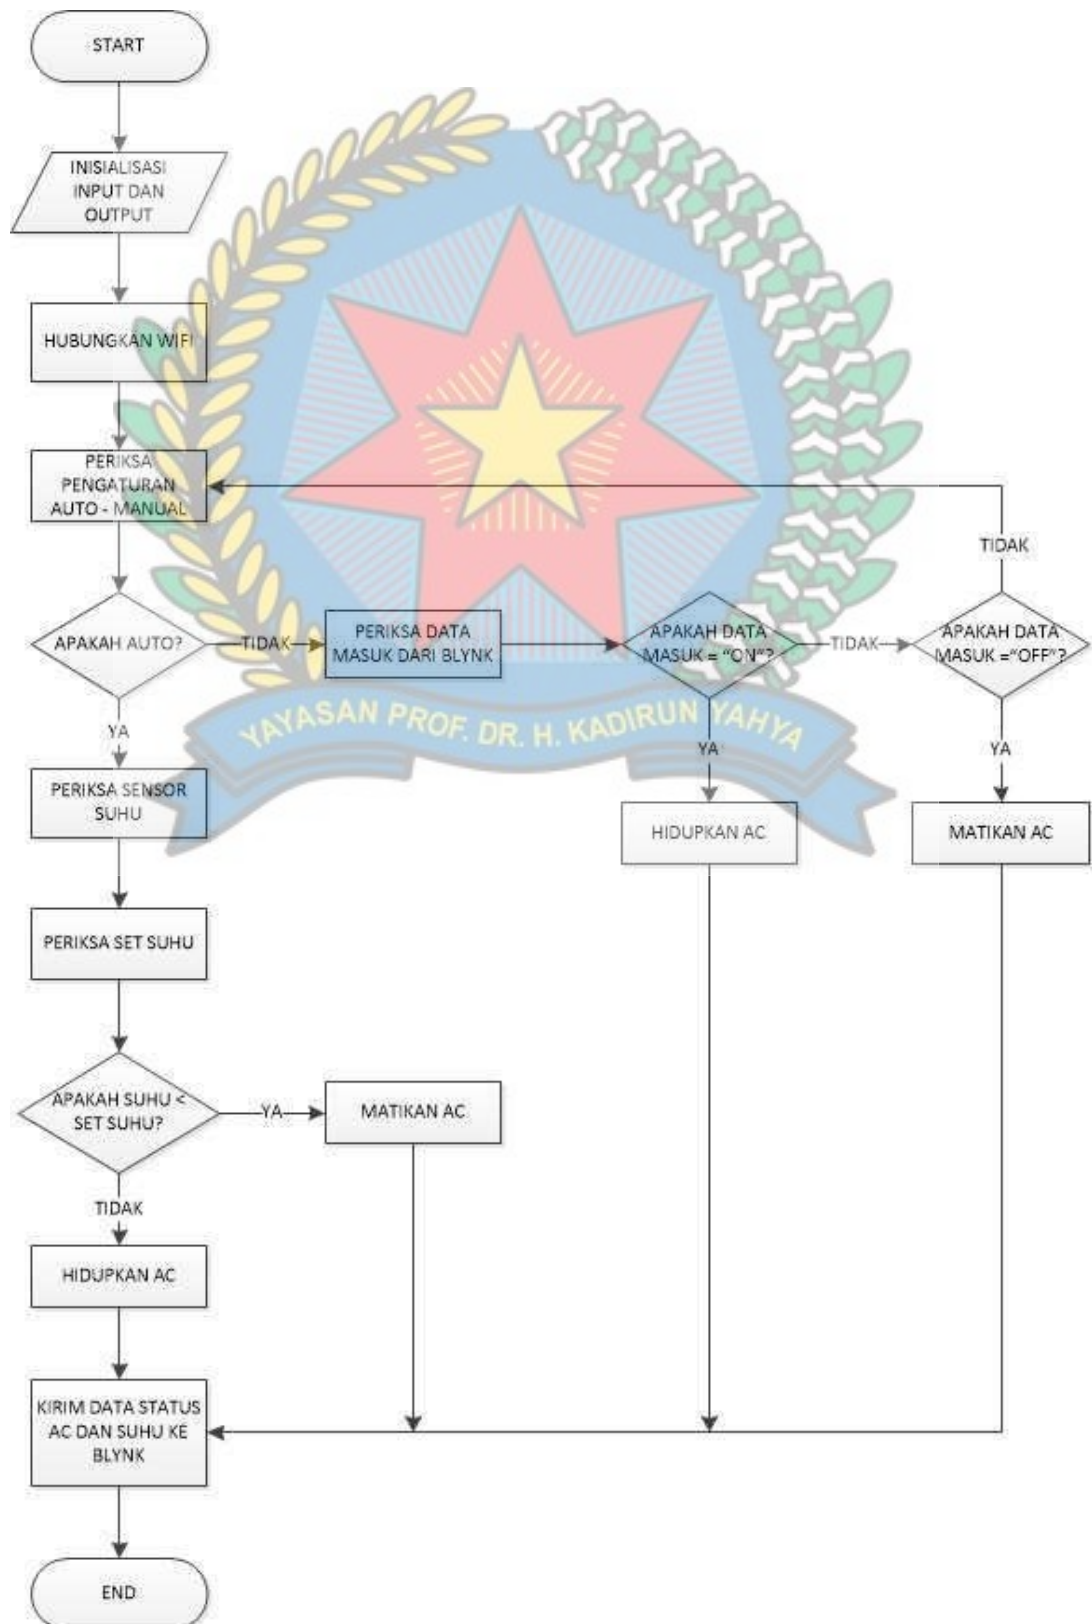 START
INISIALISASI
INPUT DAN
OUTPUT
HUBUNGKAN WIFI
PERIKSA
PENGATURAN
AUTO - MANUAL
TIDAK
APAKAH AUTO?
TIDAK
PERIKSA DATA
MASUK DARI BLYNK
APAKAH DATA
MASUK = "ON"?
TIDAK
APAKAH DATA
MASUK ="OFF"?
YAYASAN PROF. DR. H. KADIRUN YAHYA
YA
YA
YA
PERIKSA SENSOR
SUHU
HIDUPKAN AC
MATIKAN AC
PERIKSA SET SUHU
APAKAH SUHU <
SET SUHU?
YA
MATIKAN AC
TIDAK
HIDUPKAN AC
KIRIM DATA STATUS
AC DAN SUHU KE
BLYNK
END